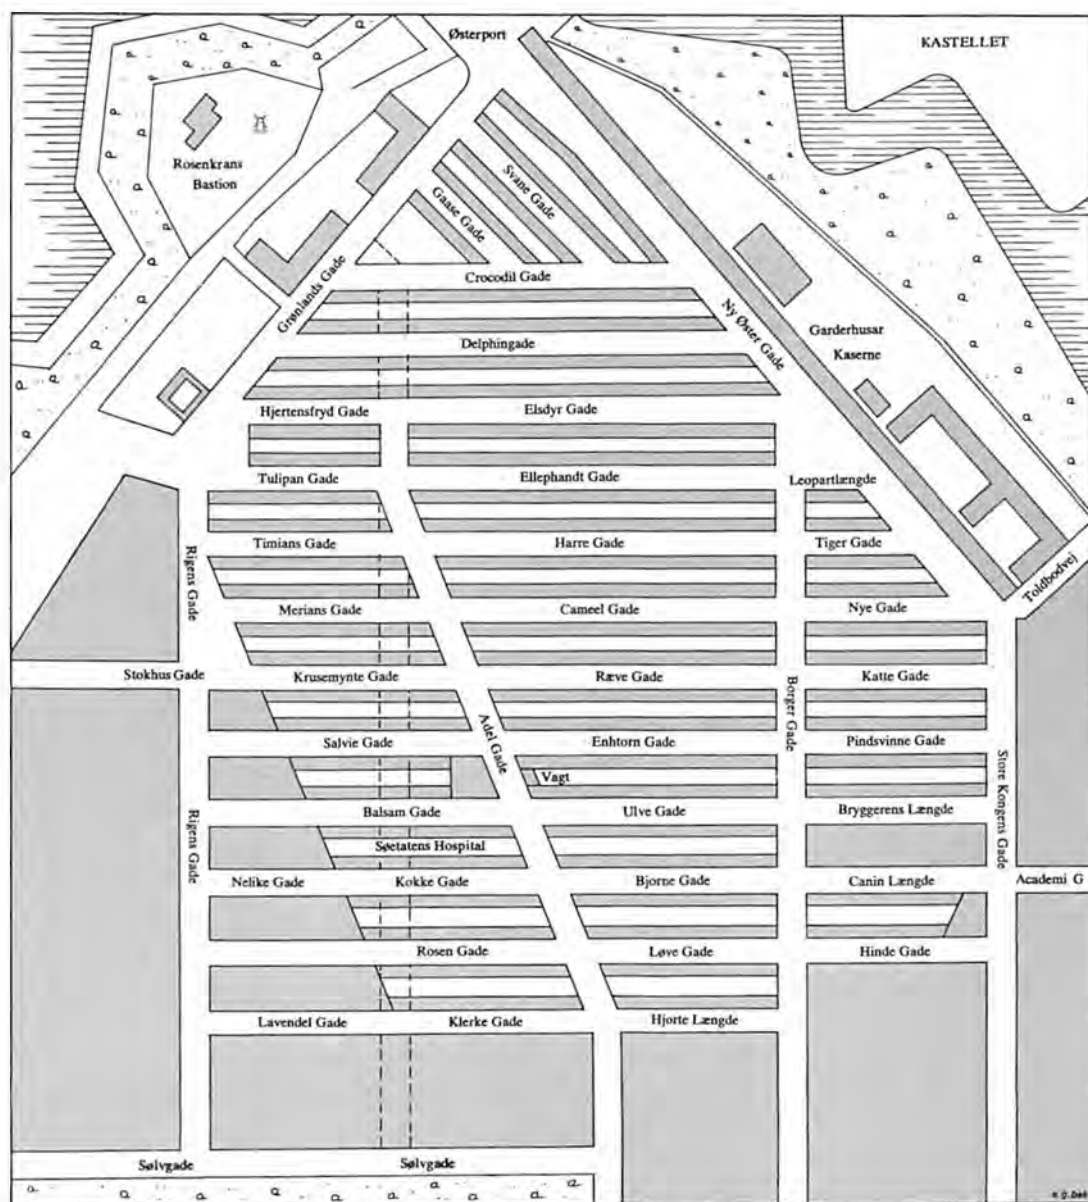 Østerport
KASTELLET
Rosenkrans
Bastion
Svane Gade
Gaase Gade
Crocodil Gade
Grønlands Gade
Ny Øster Gade
Garderhusar
Kaserne
Delphingade
Hjertensfryd Gade
Elsdyr Gade
Tulipan Gade
Ellephandt Gade
Leopartlængde
Timians Gade
Harre Gade
Tiger Gade
Rigens Gade
Toldbodvej
Merians Gade
Cameel Gade
Nye Gade
Stokhus Gade
Krusemynte Gade
Ræve Gade
Katte Gade
Borger Gade
Adel Gade
Salvie Gade
Enhtorn Gade
Pindsvinne Gade
Store Kongens Gade
Vagt
Rigens Gade
Balsam Gade
Ulve Gade
Bryggerens Længde
Søetatens Hospital
Nelike Gade
Kokke Gade
Bjorne Gade
Canin Længde
Academi G
Rosen Gade
Løve Gade
Hinde Gade
Lavendel Gade
Klerke Gade
Hjorte Længde
Sølvgade
Sølvgade